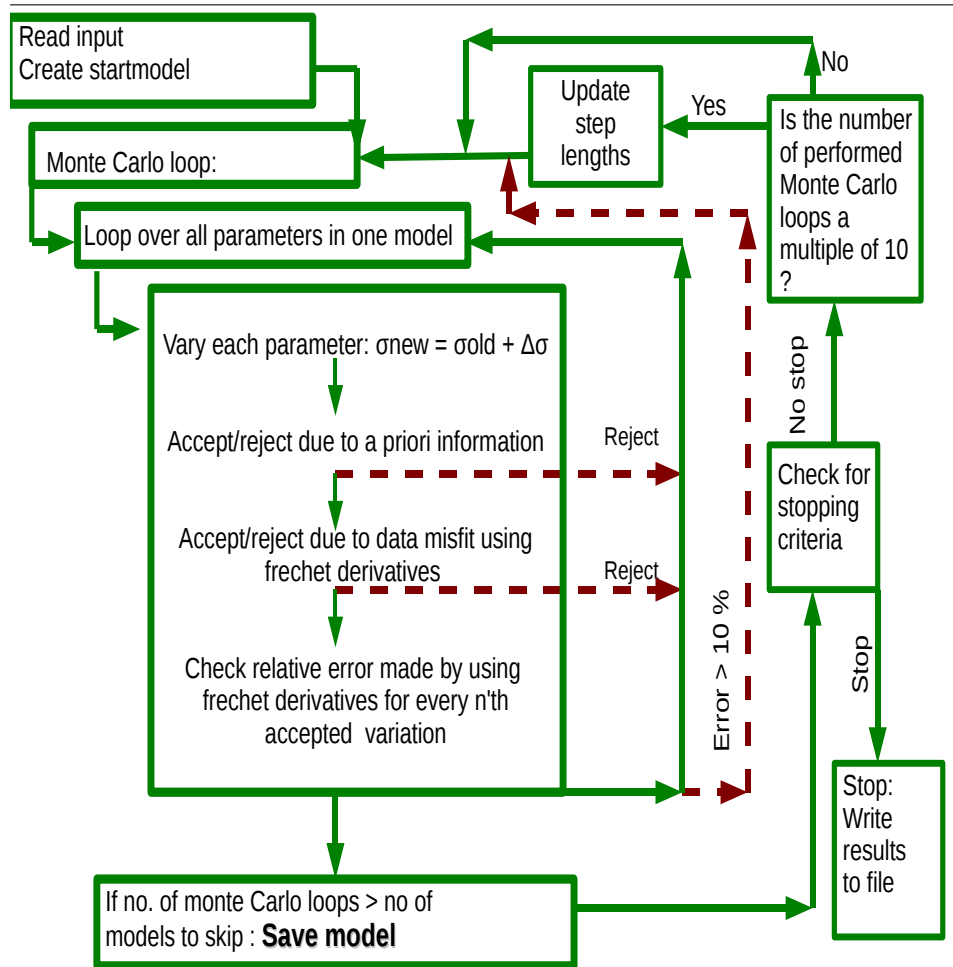 Read input
Create startmodel
No
Update
step
lengths
Yes
Is the number
of performed
Monte Carlo
loops a
multiple of 10
?
Monte Carlo loop:
Loop over all parameters in one model
Vary each parameter: σnew = σold + Δσ
Accept/reject due to a priori information
Reject
Accept/reject due to data misfit using
frechet derivatives
Reject
Check relative error made by using
frechet derivatives for every n'th
accepted variation
Error > 10 %
No stop
Check for
stopping
criteria
Stop
Stop:
Write
results
to file
If no. of monte Carlo loops > no of
models to skip : Save model